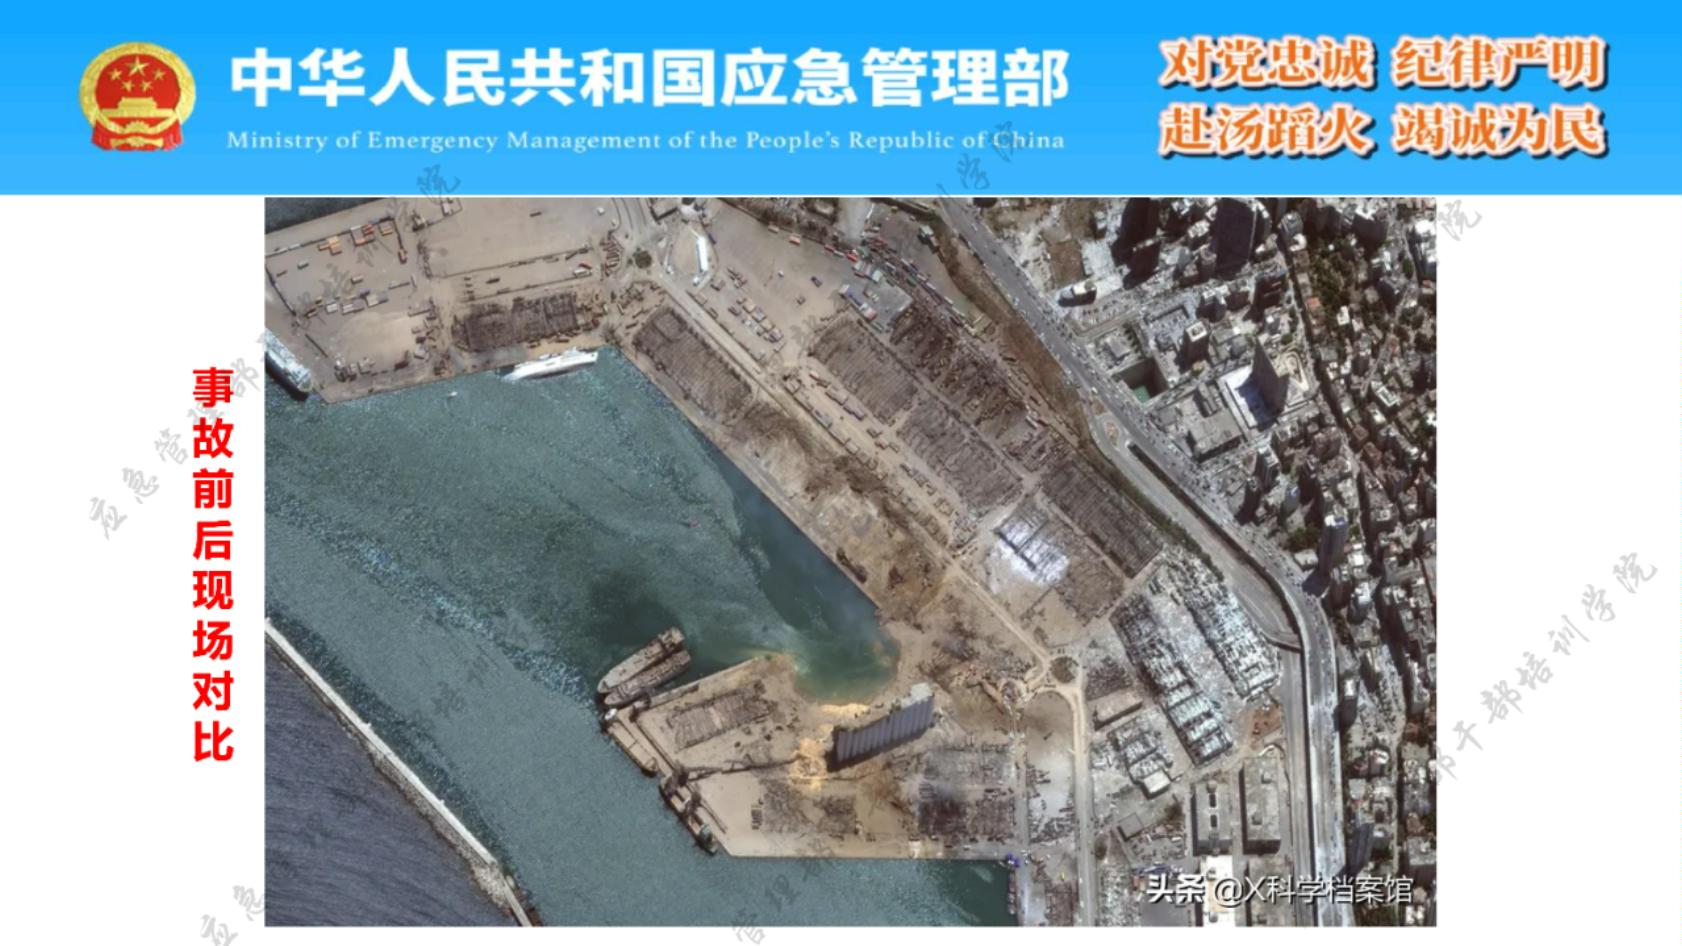 中华人民共和国应急管理部
Ministry of Emergency Management of the People's Republic of China
对党忠诚 纪律严明
赴汤蹈火 竭诚为民
事故前后现场对比
头条 @X科学档案馆